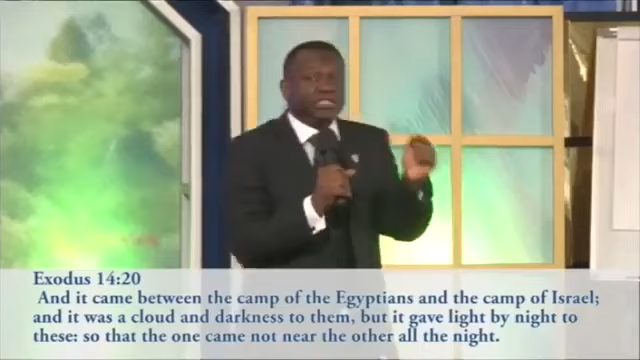 Exodus 14:20
And it came between the camp of the Egyptians and the camp of Israel;
and it was a cloud and darkness to them, but it gave light by night to
these: so that the one came not near the other all the night.